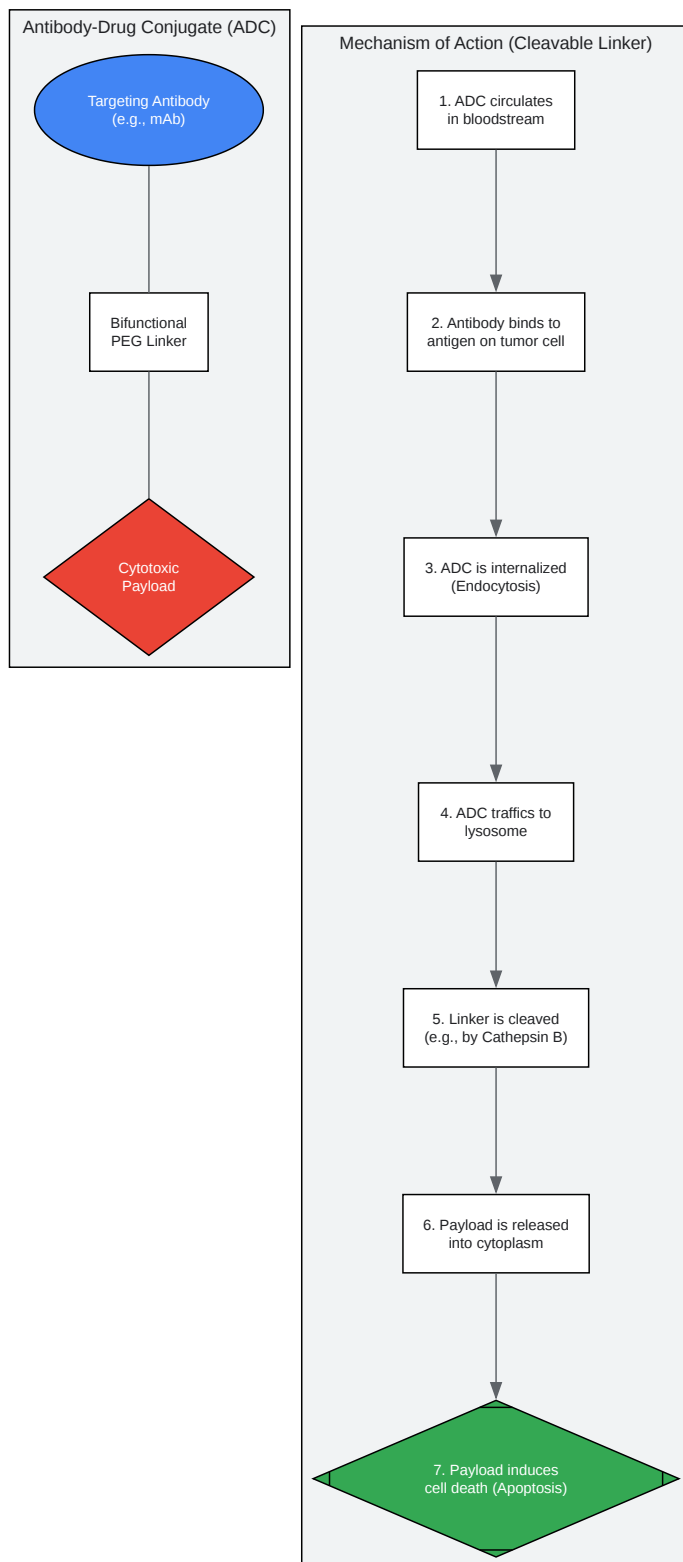 Antibody-Drug Conjugate (ADC)
Targeting Antibody
(e.g., mAb)
Bifunctional
PEG Linker
Cytotoxic
Payload
Mechanism of Action (Cleavable Linker)
1. ADC circulates
in bloodstream
2. Antibody binds to
antigen on tumor cell
3. ADC is internalized
(Endocytosis)
4. ADC traffics to
lysosome
5. Linker is cleaved
(e.g., by Cathepsin B)
6. Payload is released
into cytoplasm
7. Payload induces
cell death (Apoptosis)